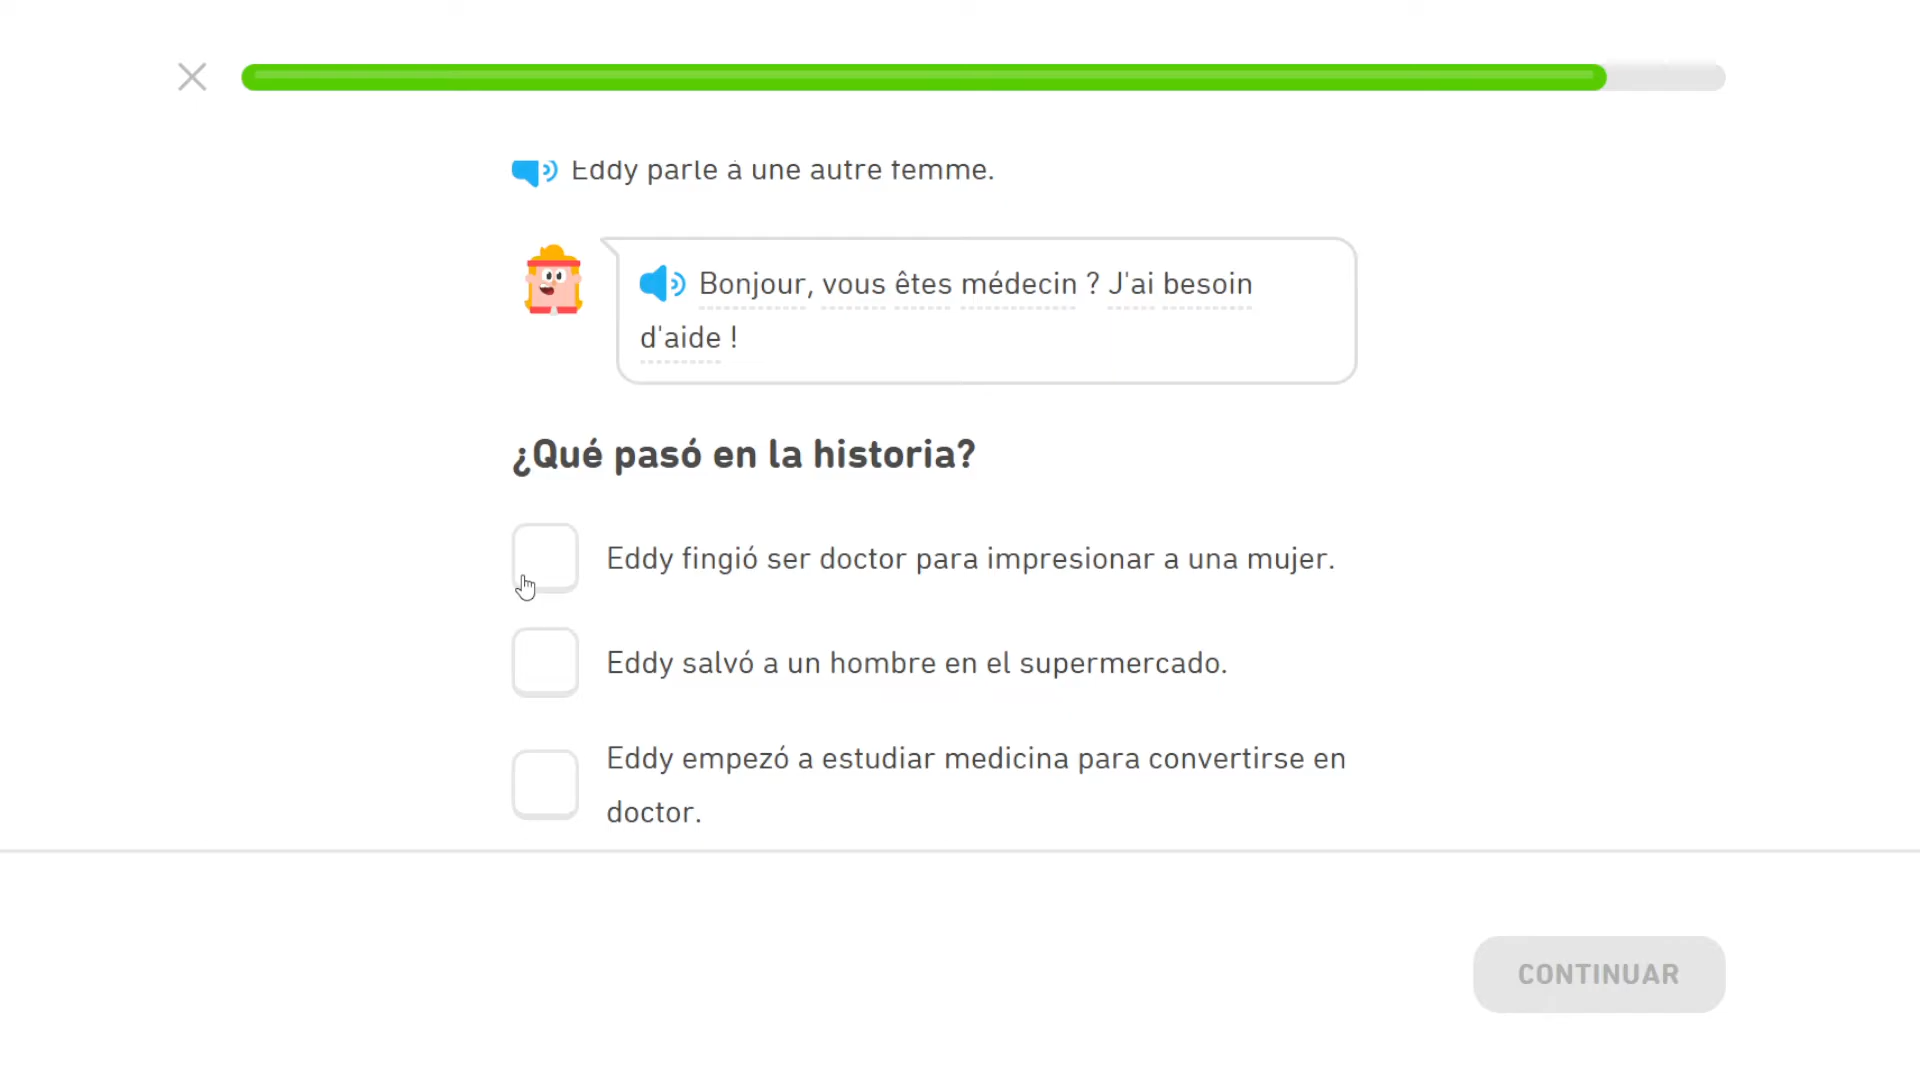 Eddy parle à une autre femme.
Bonjour, vous êtes médecin ? J'ai besoin
d'aide !
¿Qué pasó en la historia?
Eddy fingió ser doctor para impresionar a una mujer.
Eddy salvó a un hombre en el supermercado.
Eddy empezó a estudiar medicina para convertirse en
doctor.
CONTINUAR